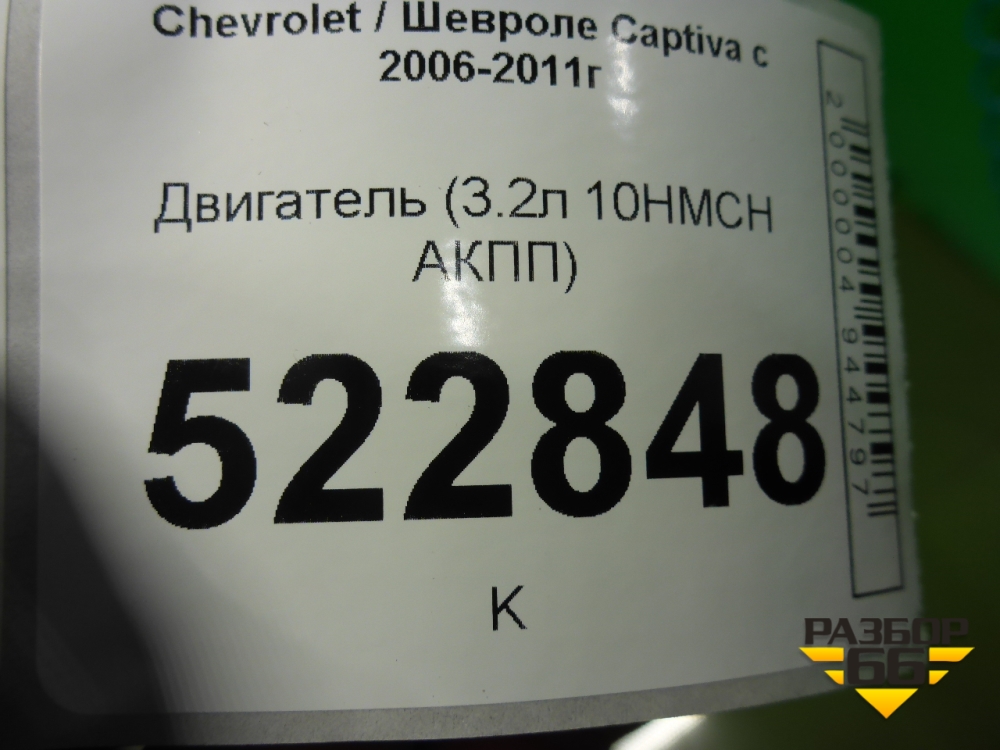 Chevrolet / Шевроле Captiva с
2006-2011г
Двигатель (3.2л 10HMCH
АКПП)
522848
К
2000004944797
РАЗБОР
66